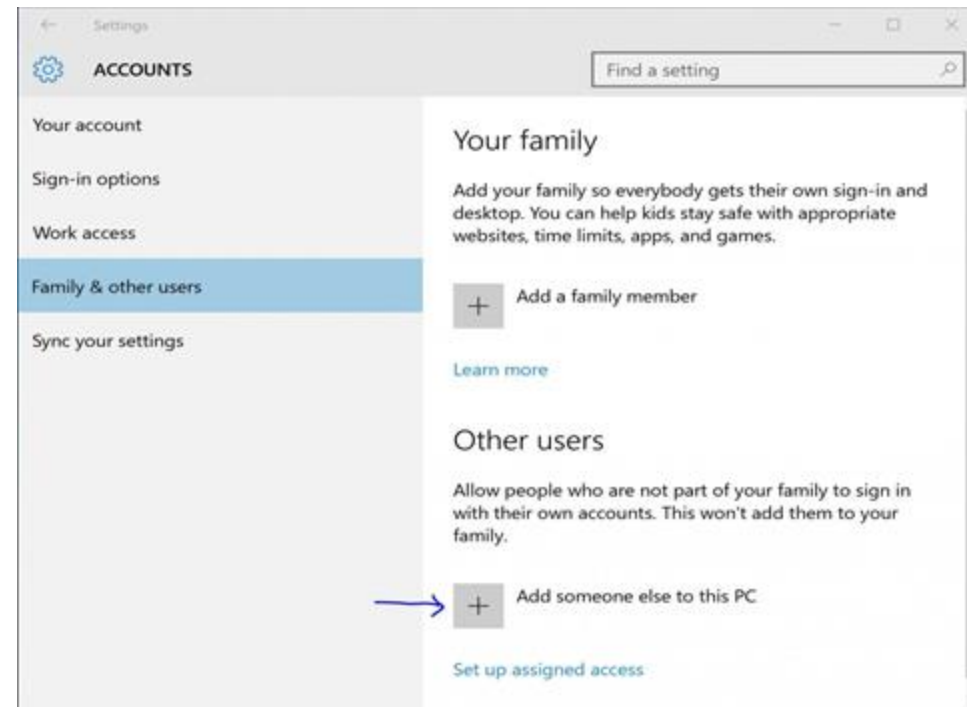 Settings
ACCOUNTS
Find a setting
Your account
Sign-in options
Work access
Family & other users
Sync your settings
Your family
Add your family so everybody gets their own sign-in and
desktop. You can help kids stay safe with appropriate
websites, time limits, apps, and games.
Add a family member
Learn more
Other users
Allow people who are not part of your family to sign in
with their own accounts. This won't add them to your
family.
Add someone else to this PC
Set up assigned access